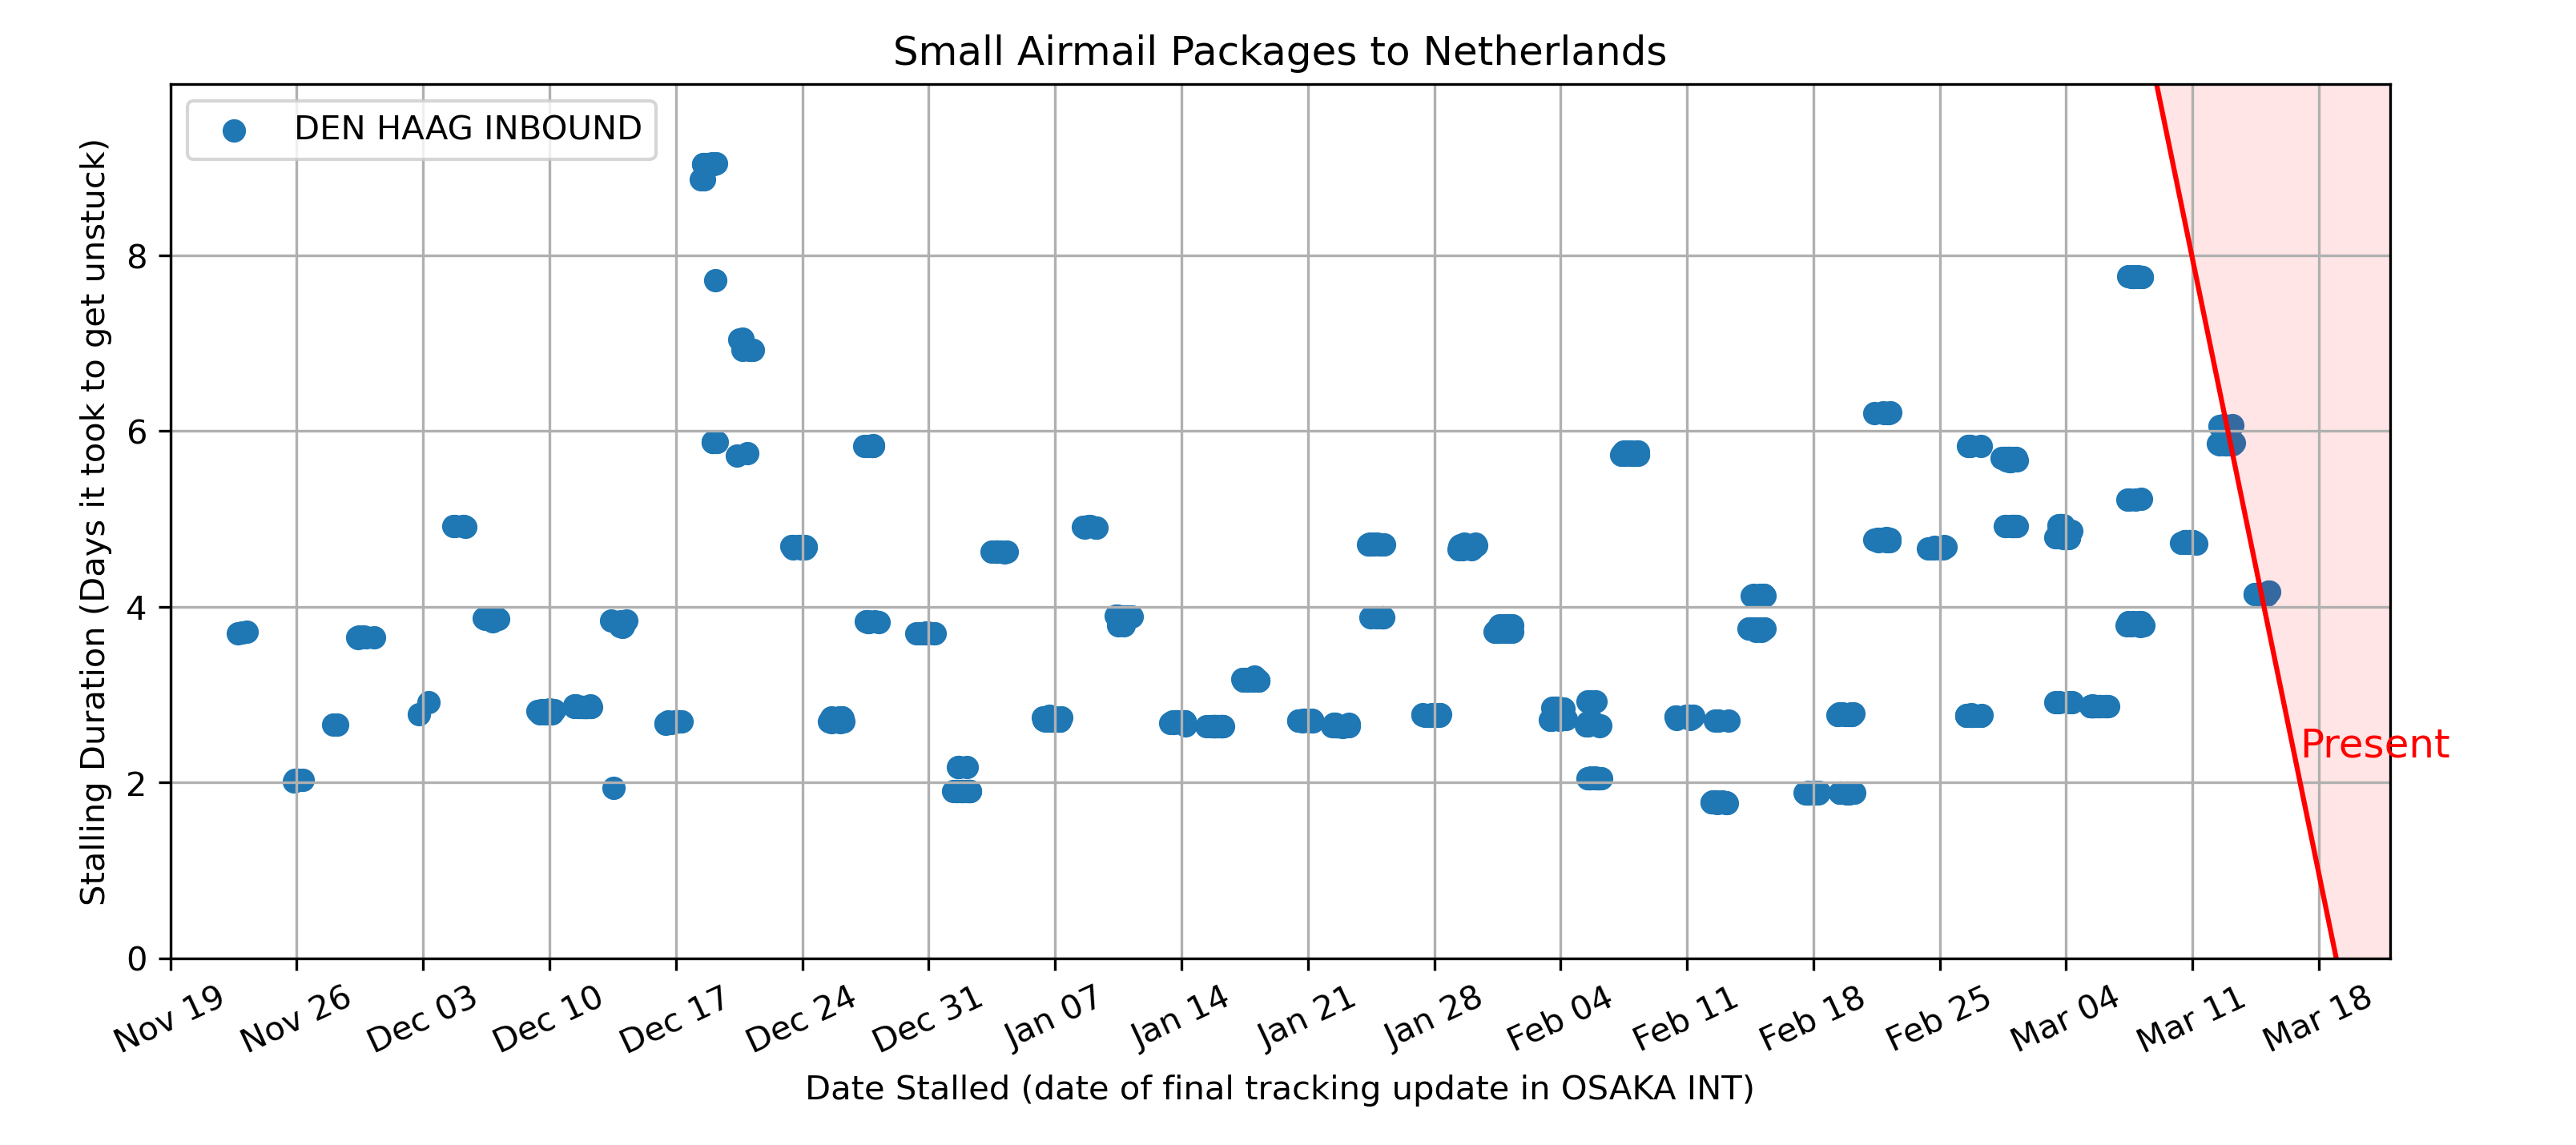 Small Airmail Packages to Netherlands
DEN HAAG INBOUND
Stalling Duration (Days it took to get unstuck)
8
6
4
2
0
Present
Nov 19
Nov 26
Dec 03
Dec 10
Dec 17
Dec 24
Dec 31
Jan 07
Jan 14
Jan 21
Jan 28
Feb 04
Feb 11
Feb 18
Feb 25
Mar 04
Mar 11
Mar 18
Date Stalled (date of final tracking update in OSAKA INT)